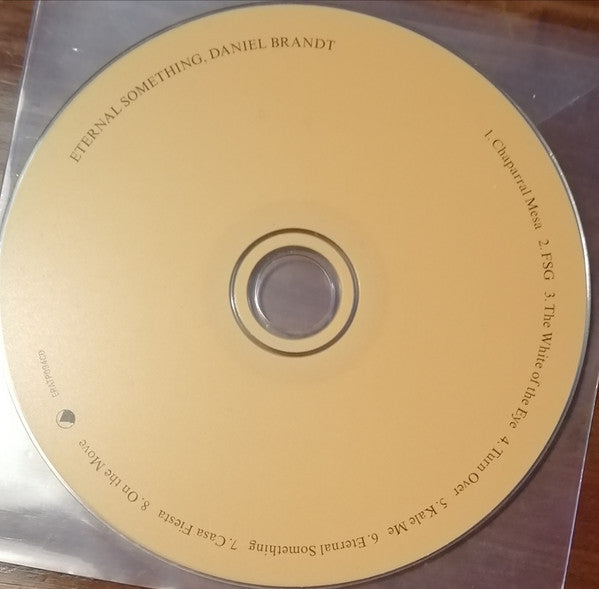 ETERNAL SOMETHING, DANIEL BRANDT
1. Chaparral Mesa 2. FSG 3. The White of the Eye 4. Turn Over 5. Kale Me 6. Eternal Something 7. Casa Fiesta 8. On the Move
ERATP094CD